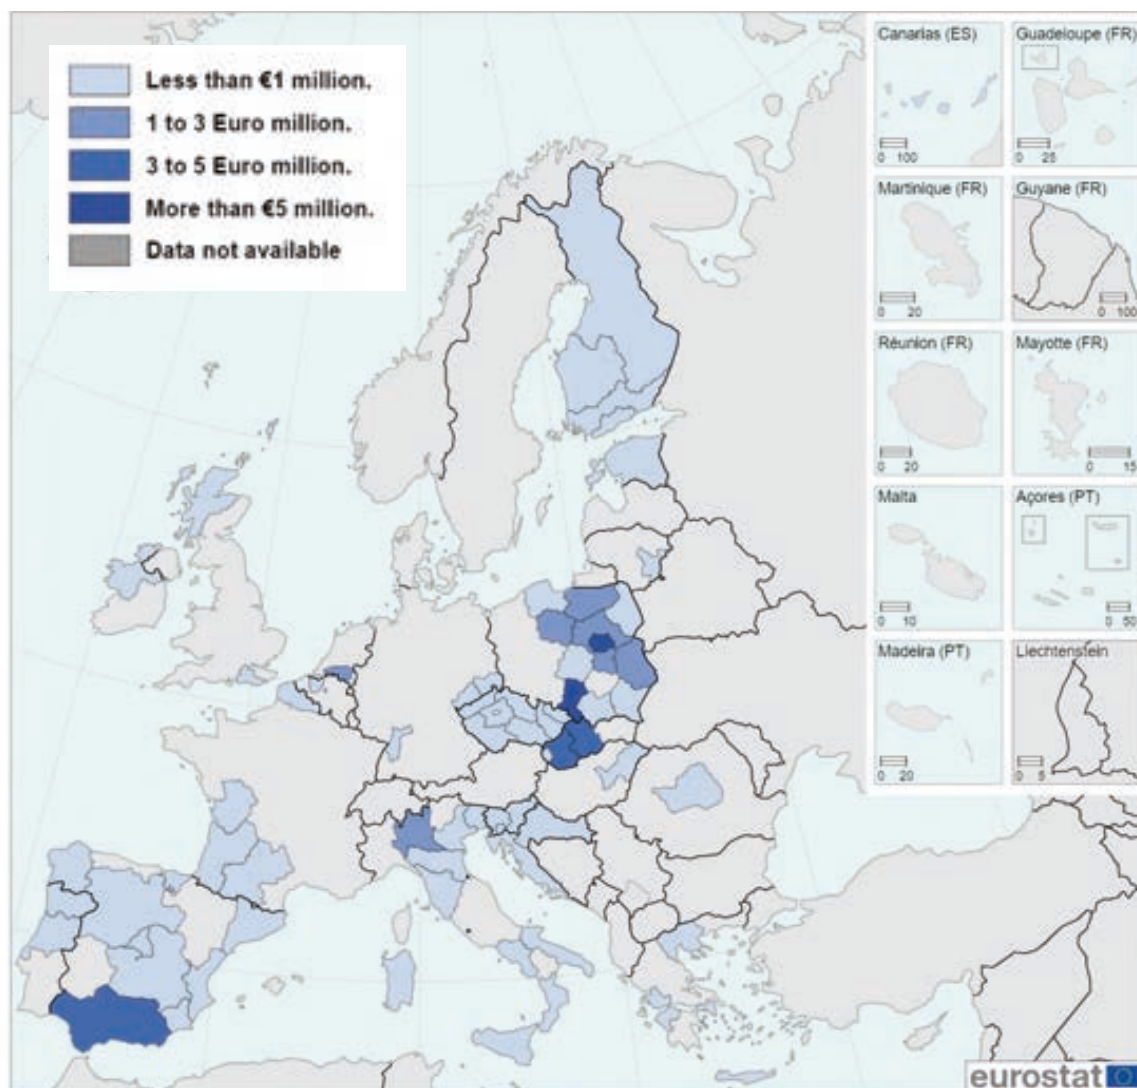 Less than €1 million.
1 to 3 Euro million.
3 to 5 Euro million.
More than €5 million.
Data not available
Canarias (ES)
0 100
Guadeloupe (FR)
0 25
Martinique (FR)
0 20
Guyane (FR)
0 100
Réunion (FR)
0 20
Mayotte (FR)
0 15
Malta
0 10
Açores (PT)
0 50
Madeira (PT)
0 20
Liechtenstein
0 5
eurostat